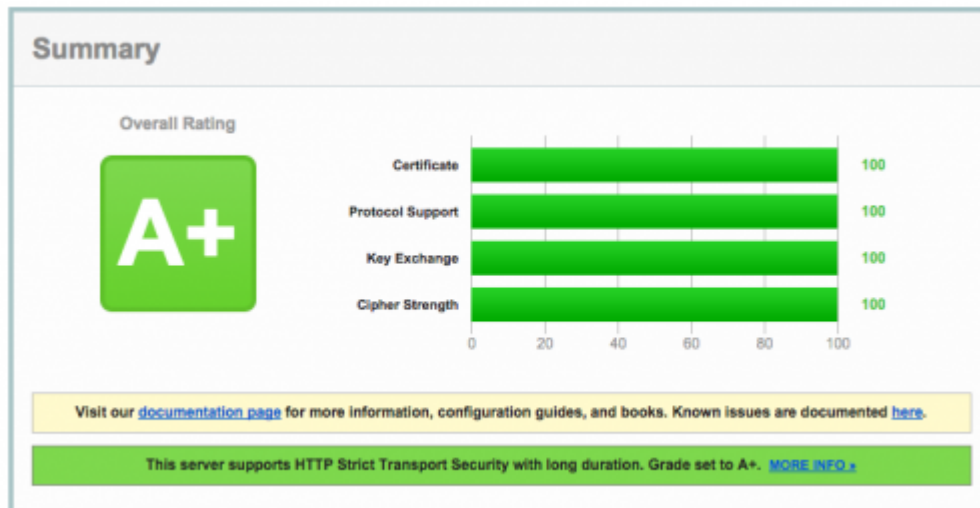 Summary
Overall Rating
A+
Certificate 100
Protocol Support 100
Key Exchange 100
Cipher Strength 100
0 20 40 60 80 100
Visit our documentation page for more information, configuration guides, and books. Known issues are documented here.
This server supports HTTP Strict Transport Security with long duration. Grade set to A+. MORE INFO »